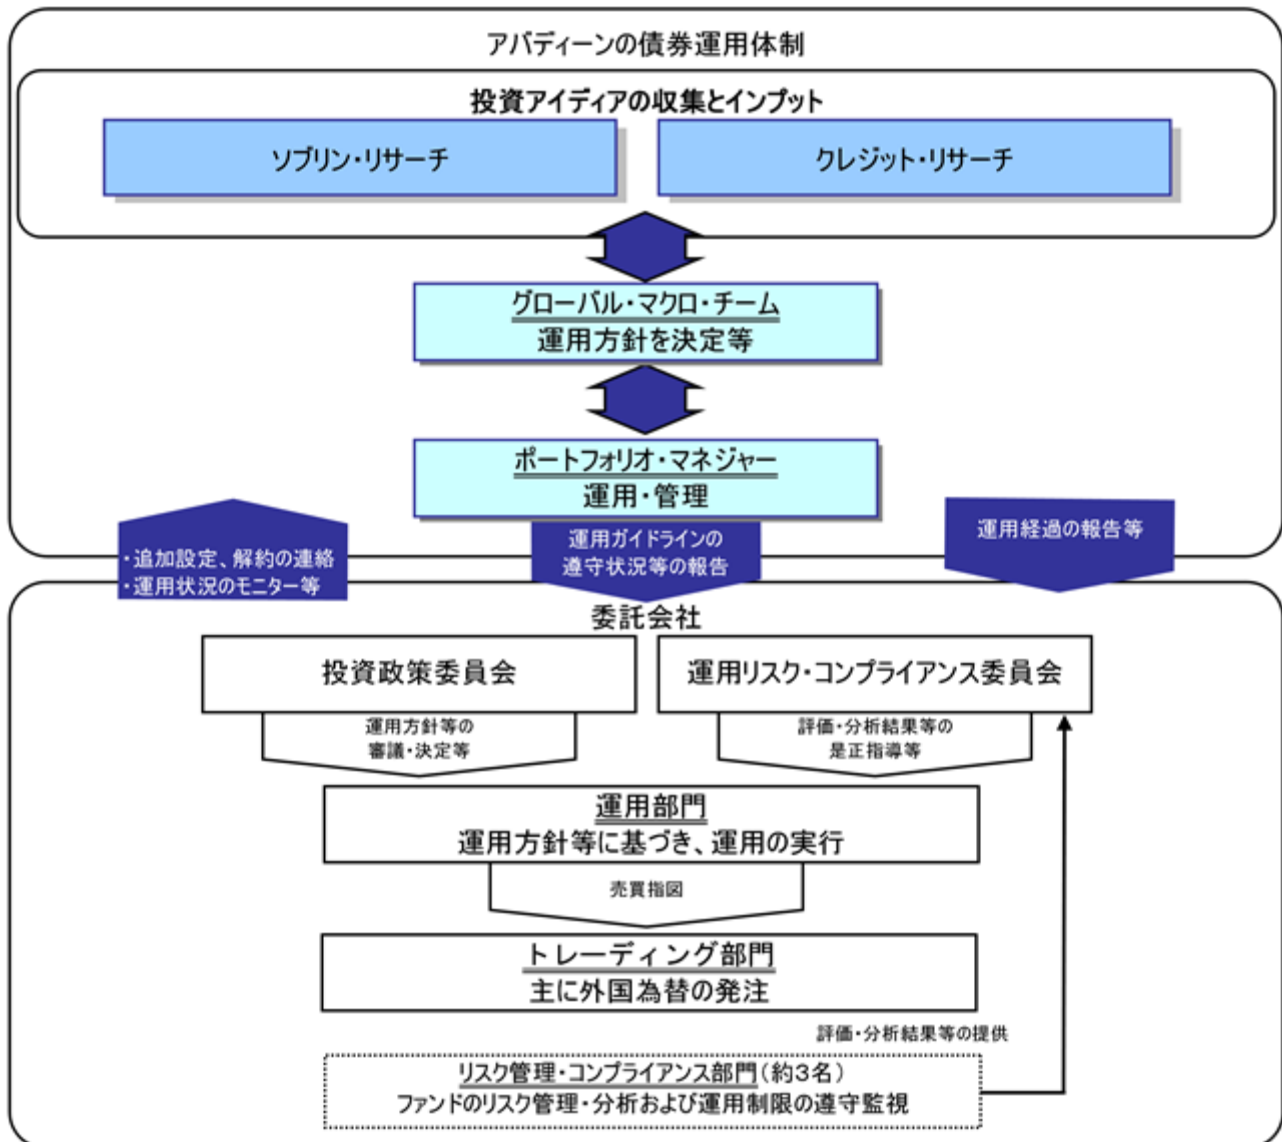 アバディーンの債券運用体制
投資アイディアの収集とインプット
ソブリン・リサーチ
クレジット・リサーチ
グローバル・マクロ・チーム
運用方針を決定等
ポートフォリオ・マネジャー
運用・管理
・追加設定、解約の連絡
・運用状況のモニター等
運用ガイドラインの
遵守状況等の報告
運用経過の報告等
委託会社
投資政策委員会
運用リスク・コンプライアンス委員会
運用方針等の
審議・決定等
評価・分析結果等の
是正指導等
運用部門
運用方針等に基づき、運用の実行
売買指図
トレーディング部門
主に外国為替の発注
評価・分析結果等の提供
リスク管理・コンプライアンス部門(約3名)
ファンドのリスク管理・分析および運用制限の遵守監視